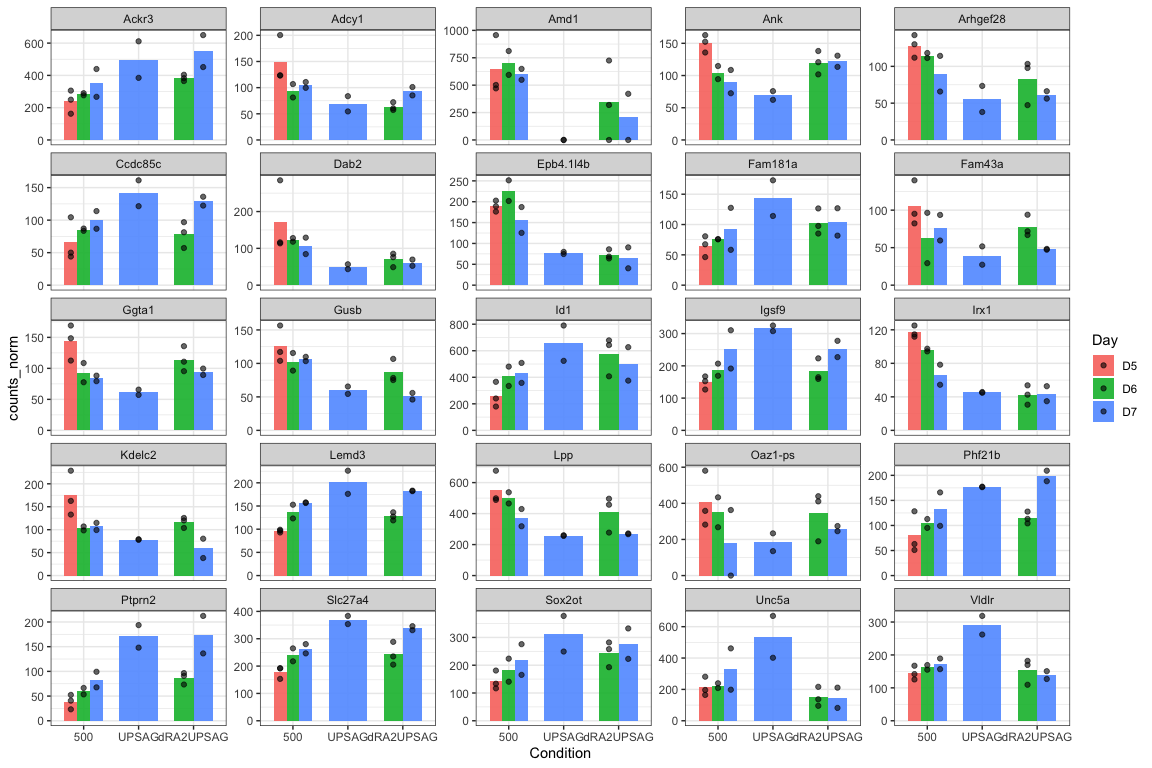 Ackr3 Adcy1 Amd1 Ank Arhgef28
600 400 200 0
200 150 100 50 0
1000 750 500 250 0
150 100 50 0
100 50 0
Ccdc85c Dab2 Epb4.1l4b Fam181a Fam43a
150 100 50 0
200 100 0
250 200 150 100 50 0
150 100 50 0
100 50 0
Ggta1 Gusb Id1 Igsf9 Irx1
150 100 50 0
150 100 50 0
800 600 400 200 0
300 200 100 0
120 80 40 0
Kdelc2 Lemd3 Lpp Oaz1-ps Phf21b
200 150 100 50 0
200 150 100 50 0
600 400 200 0
600 400 200 0
200 150 100 50 0
Ptprn2 Slc27a4 Sox2ot Unc5a Vldlr
200 150 100 50 0
400 300 200 100 0
300 200 100 0
600 400 200 0
300 200 100 0
500 UPSAGdRA2UPSAG 500 UPSAGdRA2UPSAG 500 UPSAGdRA2UPSAG 500 UPSAGdRA2UPSAG 500 UPSAGdRA2UPSAG
Condition
counts_norm
Day
D5
D6
D7